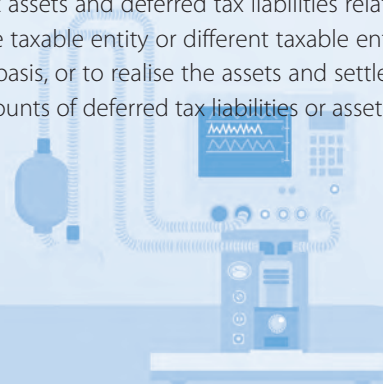 assets and deferred tax liabilities rela
taxable entity or different taxable en
basis, or to realise the assets and settle
ounts of deferred tax liabilities or asset